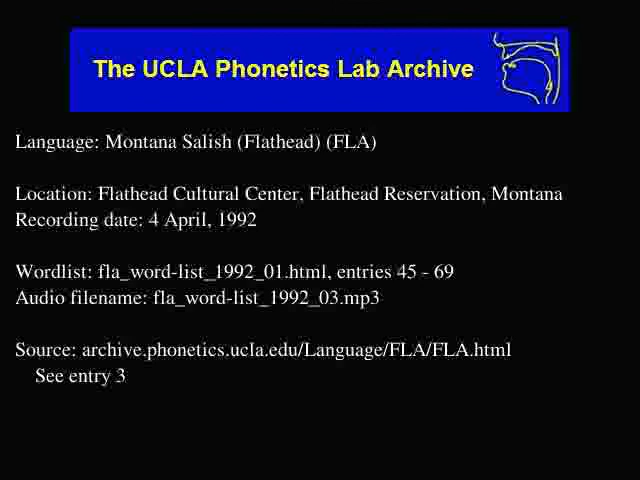 The UCLA Phonetics Lab Archive
Language: Montana Salish (Flathead) (FLA)
Location: Flathead Cultural Center, Flathead Reservation, Montana
Recording date: 4 April, 1992
Wordlist: fla_word-list_1992_01.html, entries 45 - 69
Audio filename: fla_word-list_1992_03.mp3
Source: archive.phonetics.ucla.edu/Language/FLA/FLA.html
See entry 3